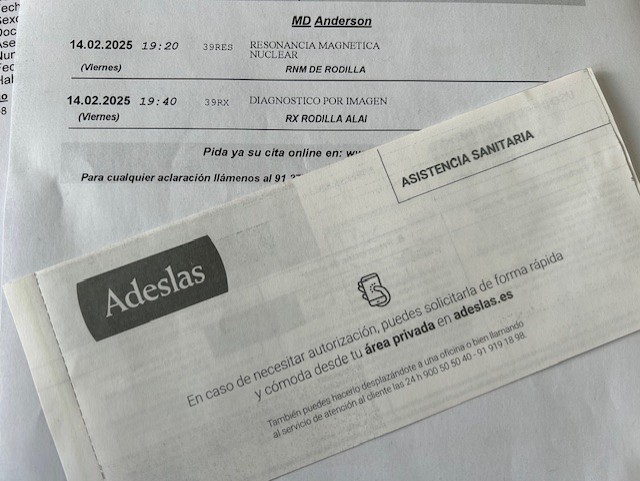 MD Anderson
14.02.2025 19:20 39RES RESONANCIA MAGNETICA
NUCLEAR
(Viernes) RNM DE RODILLA
14.02.2025 19:40 39RX DIAGNOSTICO POR IMAGEN
(Viernes) RX RODILLA ALAI
Pida ya su cita online en:
Para cualquier aclaración llámenos al 91
ASISTENCIA SANITARIA
Adeslas
En caso de necesitar autorización, puedes solicitarla de forma rápida
y cómoda desde tu área privada en adeslas.es
También puedes hacerlo desplazándote a una oficina o bien llamando
al servicio de atención al cliente las 24 h 900 50 50 40 - 91 919 18 98.